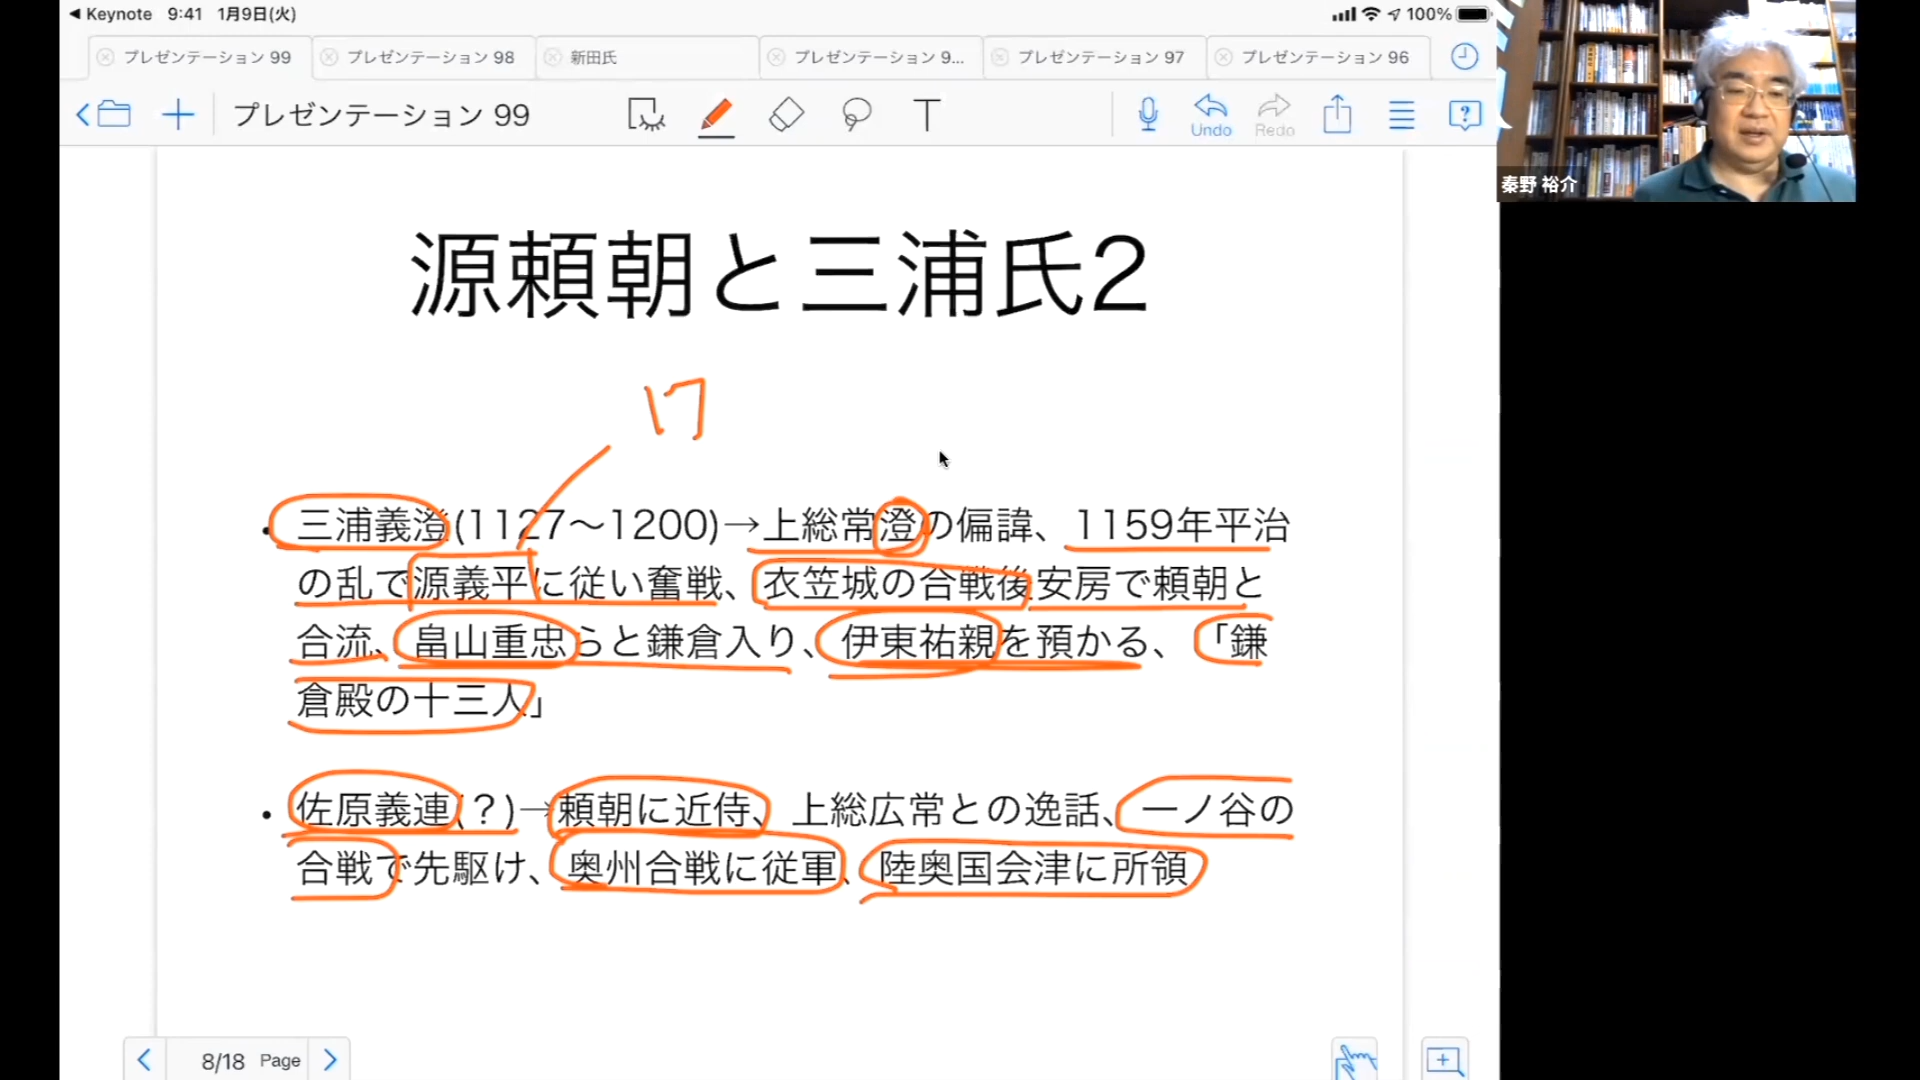 Keynote 9:41 1月9日(火) 100%
プレゼンテーション 99 プレゼンテーション 98 新田氏 プレゼンテーション 9... プレゼンテーション 97 プレゼンテーション 96
プレゼンテーション 99 T Undo Redo
秦野 裕介
源頼朝と三浦氏2
17
・三浦義澄(1127〜1200)→上総常澄の偏諱、1159年平治
の乱で源義平に従い奮戦、衣笠城の合戦後安房で頼朝と
合流、畠山重忠らと鎌倉入り、伊東祐親を預かる、「鎌
倉殿の十三人」
・佐原義連(？)→頼朝に近侍、上総広常との逸話、一ノ谷の
合戦で先駆け、奥州合戦に従軍、陸奥国会津に所領
8/18 Page